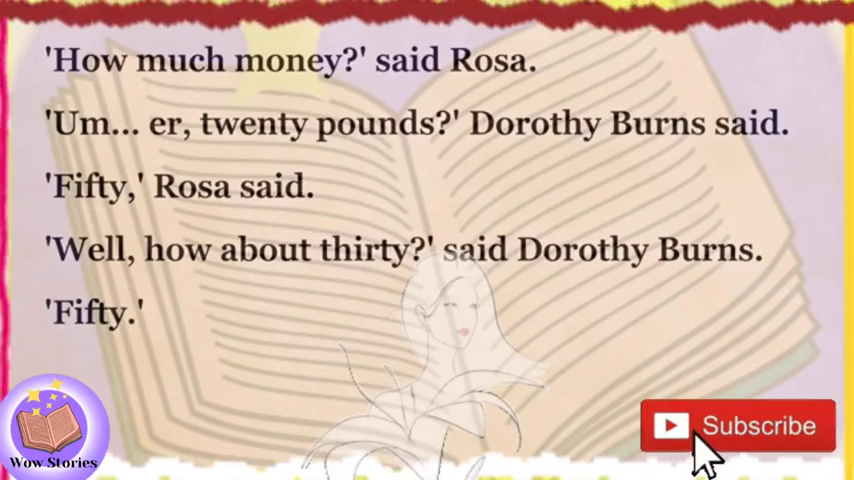 'How much money?' said Rosa.
'Um... er, twenty pounds?' Dorothy Burns said.
'Fifty,' Rosa said.
'Well, how about thirty?' said Dorothy Burns.
'Fifty.'
Subscribe
Wow Stories